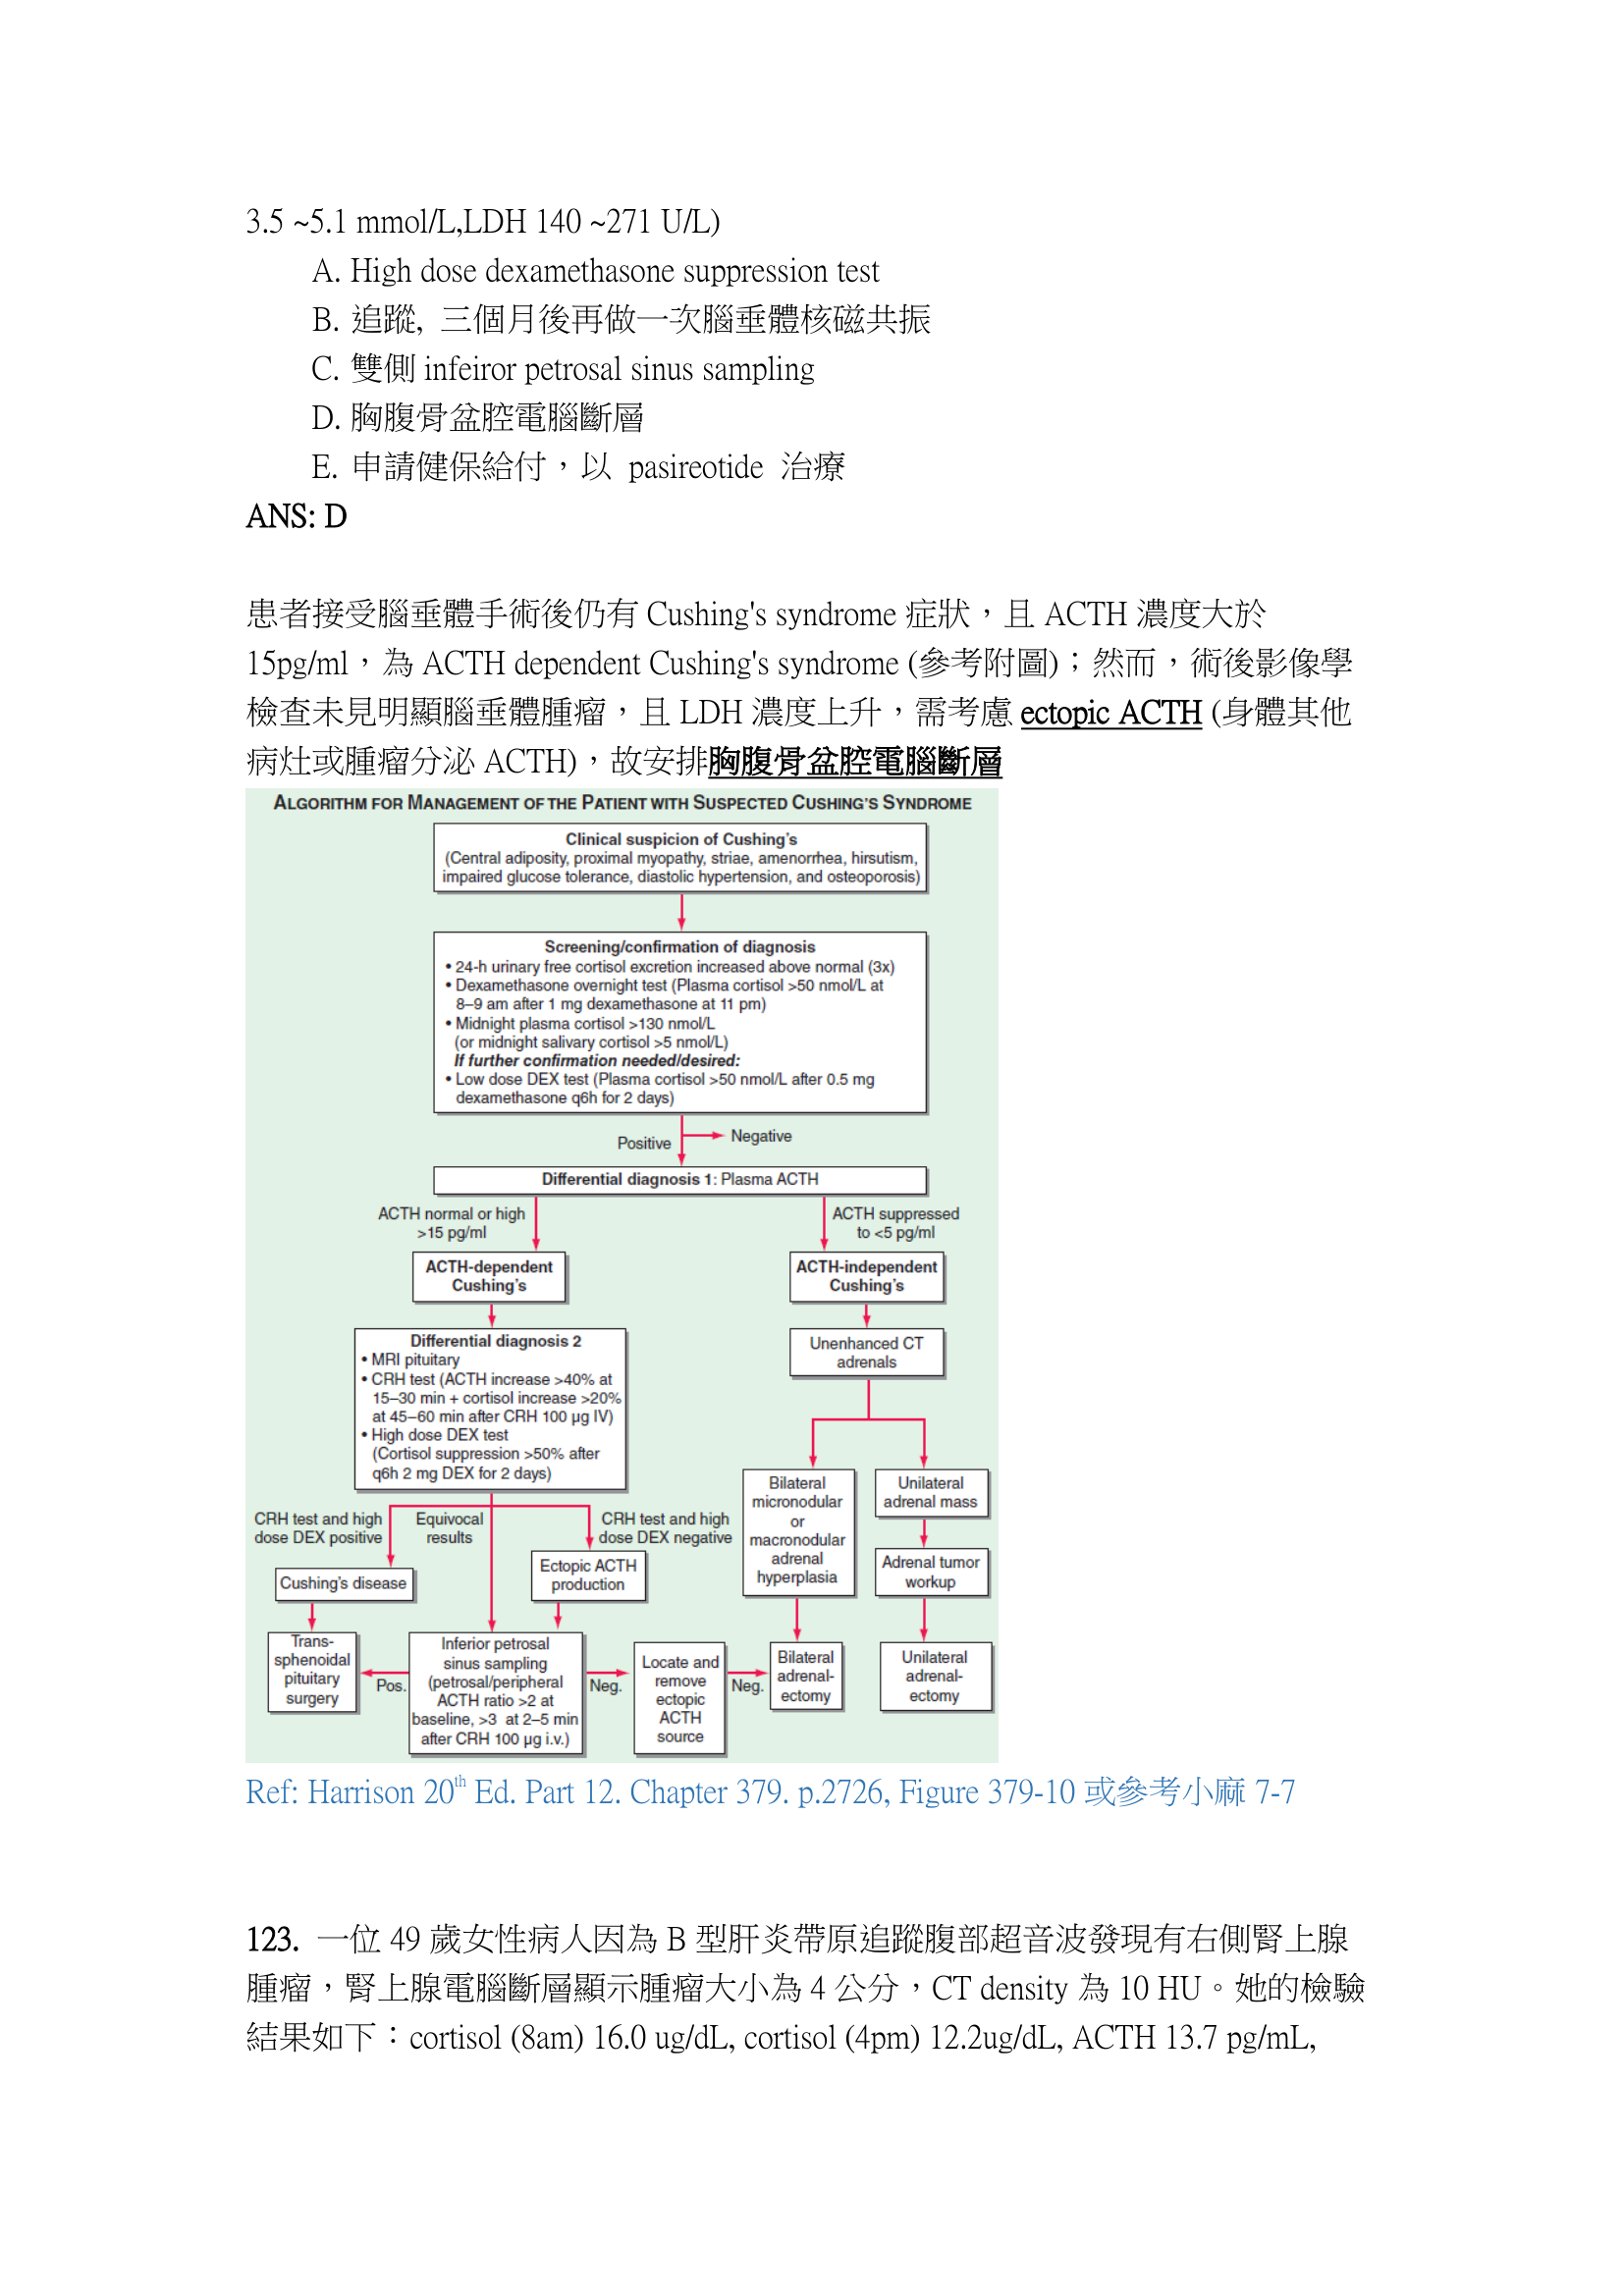 3.5 ~5.1 mmol/L,LDH 140 ~271 U/L)
A. High dose dexamethasone suppression test
B. 追蹤, 三個月後再做一次腦垂體核磁共振
C. 雙側 infeiror petrosal sinus sampling
D. 胸腹骨盆腔電腦斷層
E. 申請健保給付，以 pasireotide 治療
ANS: D
患者接受腦垂體手術後仍有 Cushing's syndrome 症狀，且 ACTH 濃度大於
15pg/ml，為 ACTH dependent Cushing's syndrome (參考附圖)；然而，術後影像學
檢查未見明顯腦垂體腫瘤，且 LDH 濃度上升，需考慮 ectopic ACTH (身體其他
病灶或腫瘤分泌 ACTH)，故安排胸腹骨盆腔電腦斷層
ALGORITHM FOR MANAGEMENT OF THE PATIENT WITH SUSPECTED CUSHING'S SYNDROME
Clinical suspicion of Cushing's
(Central adiposity, proximal myopathy, striae, amenorrhea, hirsutism,
impaired glucose tolerance, diastolic hypertension, and osteoporosis)
Screening/confirmation of diagnosis
• 24-h urinary free cortisol excretion increased above normal (3x)
• Dexamethasone overnight test (Plasma cortisol >50 nmol/L at
8–9 am after 1 mg dexamethasone at 11 pm)
• Midnight plasma cortisol >130 nmol/L
(or midnight salivary cortisol >5 nmol/L)
If further confirmation needed/desired:
• Low dose DEX test (Plasma cortisol >50 nmol/L after 0.5 mg
dexamethasone q6h for 2 days)
Positive
Negative
Differential diagnosis 1: Plasma ACTH
ACTH normal or high
>15 pg/ml
ACTH suppressed
to <5 pg/ml
ACTH-dependent
Cushing's
ACTH-independent
Cushing's
Differential diagnosis 2
• MRI pituitary
• CRH test (ACTH increase >40% at
15–30 min + cortisol increase >20%
at 45–60 min after CRH 100 µg IV)
• High dose DEX test
(Cortisol suppression >50% after
q6h 2 mg DEX for 2 days)
Unenhanced CT
adrenals
CRH test and high
dose DEX positive
Equivocal
results
CRH test and high
dose DEX negative
Bilateral
micronodular
or
macronodular
adrenal
hyperplasia
Unilateral
adrenal mass
Cushing's disease
Ectopic ACTH
production
Adrenal tumor
workup
Trans-
sphenoidal
pituitary
surgery
Pos.
Inferior petrosal
sinus sampling
(petrosal/peripheral
ACTH ratio >2 at
baseline, >3 at 2–5 min
after CRH 100 µg i.v.)
Neg.
Locate and
remove
ectopic
ACTH
source
Neg.
Bilateral
adrenal-
ectomy
Unilateral
adrenal-
ectomy
Ref: Harrison 20th Ed. Part 12. Chapter 379. p.2726, Figure 379-10 或參考小麻 7-7
123. 一位 49 歲女性病人因為 B 型肝炎帶原追蹤腹部超音波發現有右側腎上腺
腫瘤，腎上腺電腦斷層顯示腫瘤大小為 4 公分，CT density 為 10 HU。她的檢驗
結果如下：cortisol (8am) 16.0 ug/dL, cortisol (4pm) 12.2ug/dL, ACTH 13.7 pg/mL,